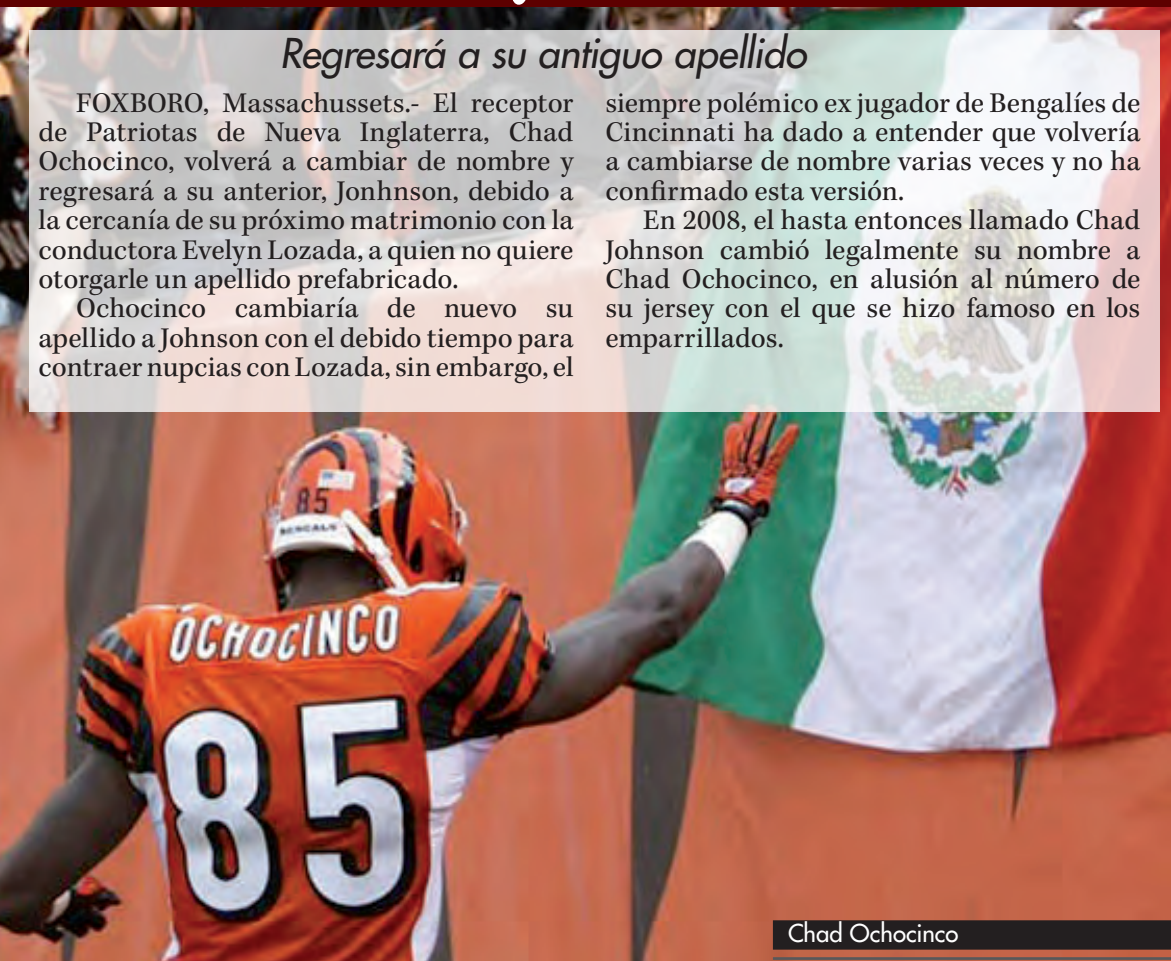 Regresará a su antiguo apellido
FOXBORO, Massachussets.- El receptor
de Patriotas de Nueva Inglaterra, Chad
Ochocinco, volverá a cambiar de nombre y
regresará a su anterior, Jonhnson, debido a
la cercanía de su próximo matrimonio con la
conductora Evelyn Lozada, a quien no quiere
otorgarle un apellido prefabricado.
Ochocinco cambiaría de nuevo su
apellido a Johnson con el debido tiempo para
contraer nupcias con Lozada, sin embargo, el
siempre polémico ex jugador de Bengalíes de
Cincinnati ha dado a entender que volvería
a cambiarse de nombre varias veces y no ha
confirmado esta versión.
En 2008, el hasta entonces llamado Chad
Johnson cambió legalmente su nombre a
Chad Ochocinco, en alusión al número de
su jersey con el que se hizo famoso en los
emparrillados.
85
BENGALS
OCHOCINCO
85
Chad Ochocinco